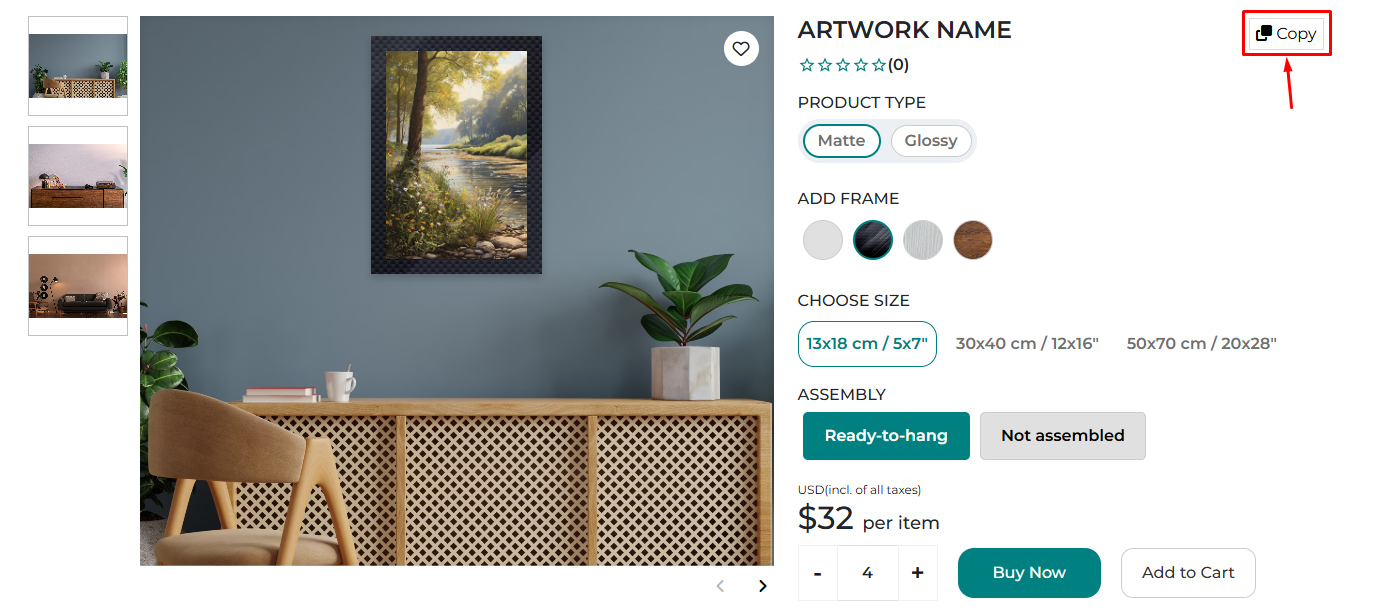 ARTWORK NAME
Copy
(0)
PRODUCT TYPE
Matte Glossy
ADD FRAME
CHOOSE SIZE
13x18 cm / 5x7" 30x40 cm / 12x16" 50x70 cm / 20x28"
ASSEMBLY
Ready-to-hang Not assembled
USD(incl. of all taxes)
$32 per item
- 4 + Buy Now Add to Cart